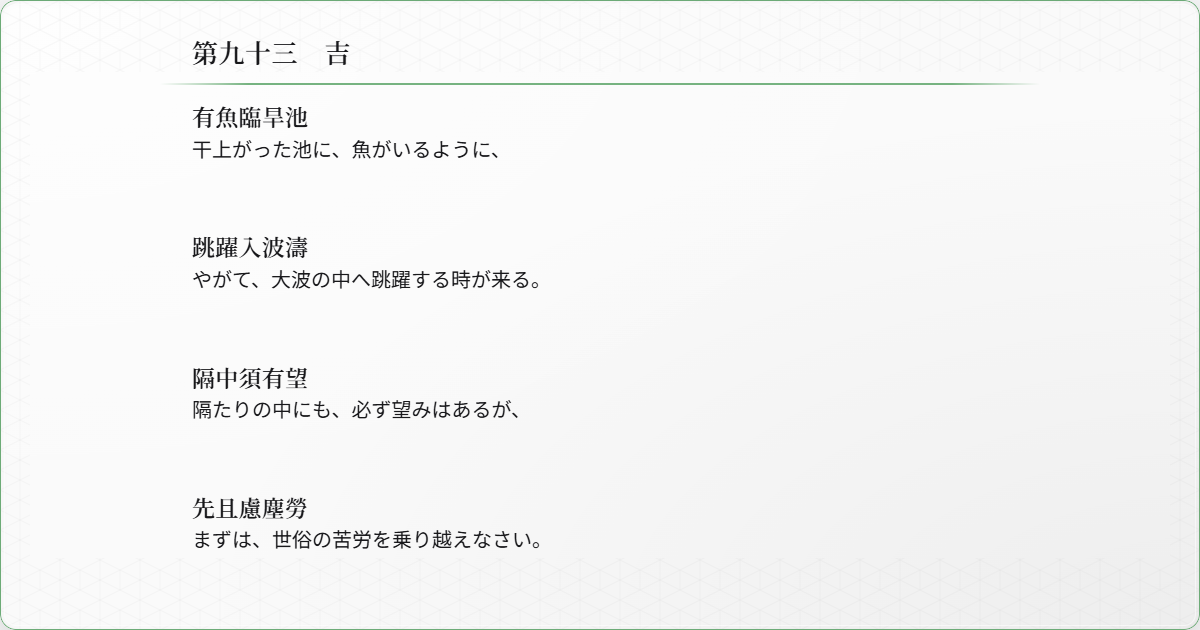 第九十三　吉
有魚臨旱池
干上がった池に、魚がいるように、
跳躍入波濤
やがて、大波の中へ跳躍する時が来る。
隔中須有望
隔たりの中にも、必ず望みはあるが、
先且慮塵勞
まずは、世俗の苦労を乗り越えなさい。